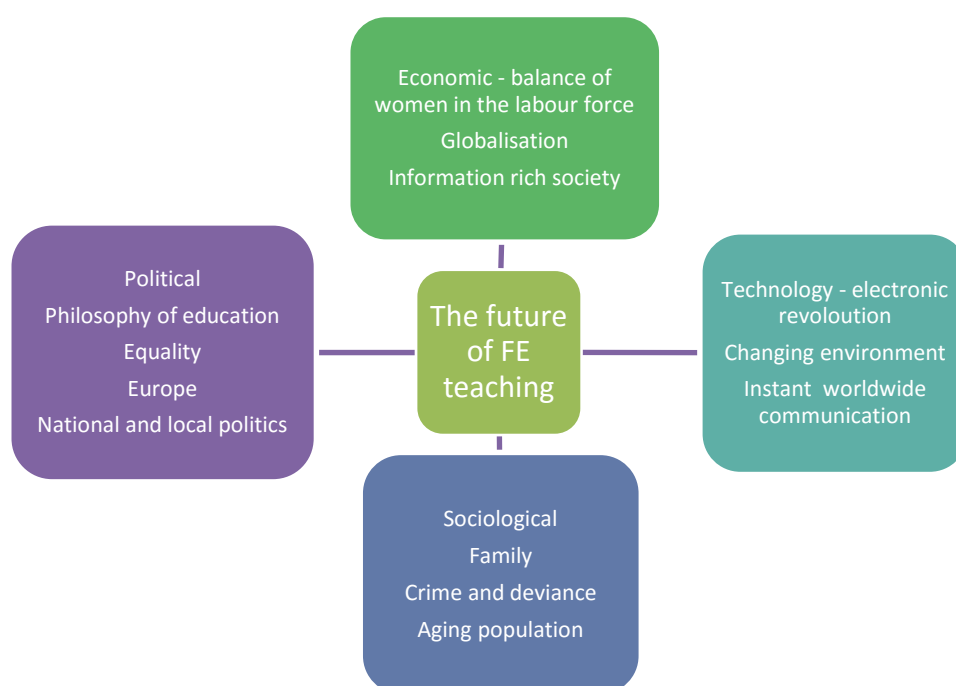 Economic - balance of
women in the labour force
Globalisation
Information rich society
Political
Philosophy of education
Equality
Europe
National and local politics
The future
of FE
teaching
Technology - electronic
revoloution
Changing environment
Instant  worldwide
communication
Sociological
Family
Crime and deviance
Aging population